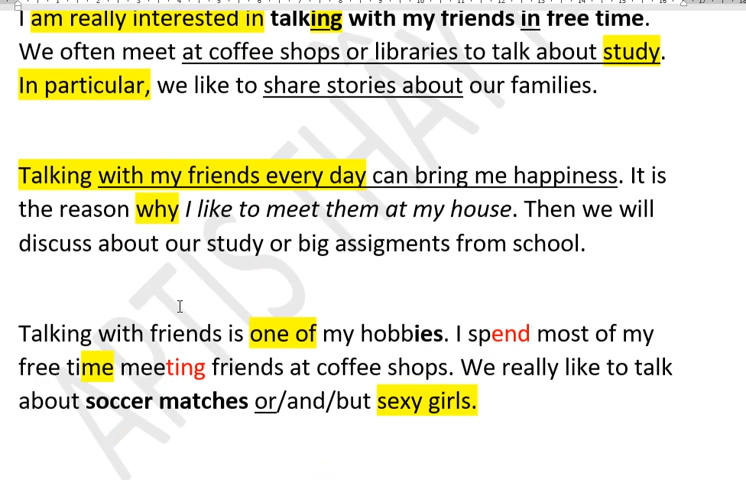 I am really interested in talking with my friends in free time.
We often meet at coffee shops or libraries to talk about study.
In particular, we like to share stories about our families.
Talking with my friends every day can bring me happiness. It is
the reason why I like to meet them at my house. Then we will
discuss about our study or big assigments from school.
Talking with friends is one of my hobbies. I spend most of my
free time meeting friends at coffee shops. We really like to talk
about soccer matches or/and/but sexy girls.